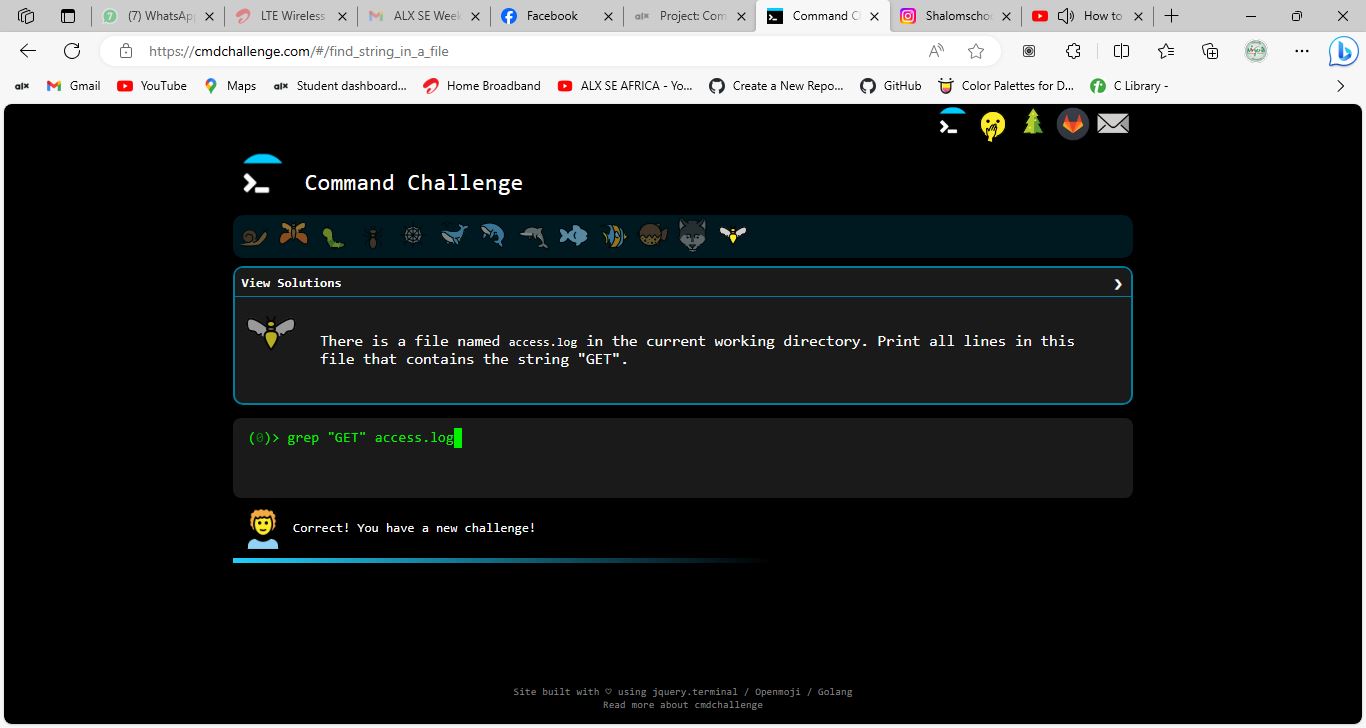 (7) WhatsApp
LTE Wireless
ALX SE Week
Facebook
alx Project: Com
Command C
Shalomscho
How to
https://cmdchallenge.com/#/find_string_in_a_file
alx
Gmail
YouTube
Maps
alx Student dashboard...
Home Broadband
ALX SE AFRICA - Yo...
Create a New Repo...
GitHub
Color Palettes for D...
C Library -
Command Challenge
View Solutions
There is a file named access.log in the current working directory. Print all lines in this
file that contains the string "GET".
(0)> grep "GET" access.log
Correct! You have a new challenge!
Site built with ♡ using jquery.terminal / Openmoji / Golang
Read more about cmdchallenge